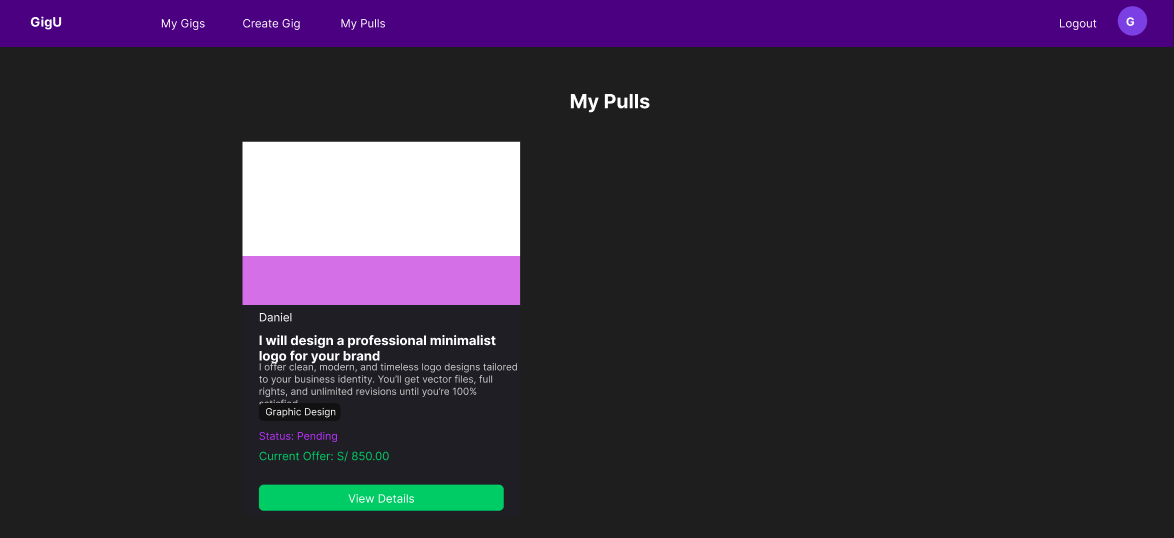 GigU
My Gigs
Create Gig
My Pulls
Logout
G
My Pulls
Daniel
I will design a professional minimalist
logo for your brand
I offer clean, modern, and timeless logo designs tailored
to your business identity. You'll get vector files, full
rights, and unlimited revisions until you're 100%
satisfied.
Graphic Design
Status: Pending
Current Offer: S/ 850.00
View Details